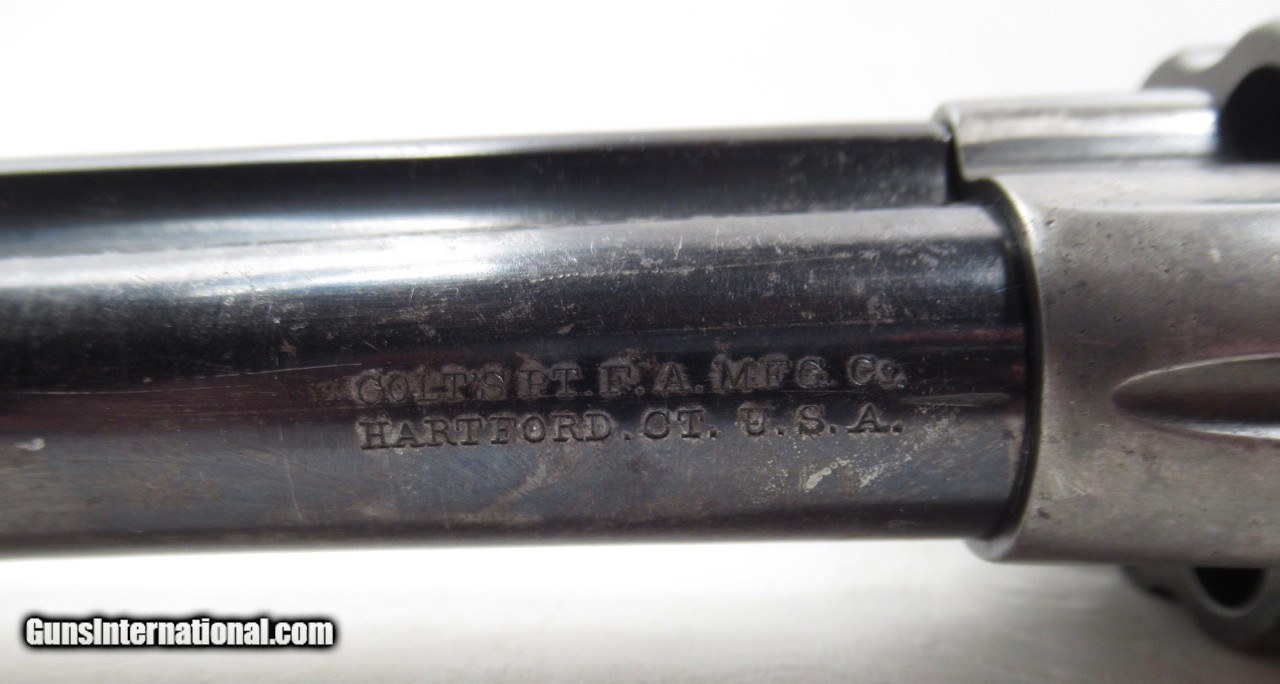 COLT'S PT. F. A. MFG. Co.
HARTFORD. CT. U. S. A.
GunsInternational.com